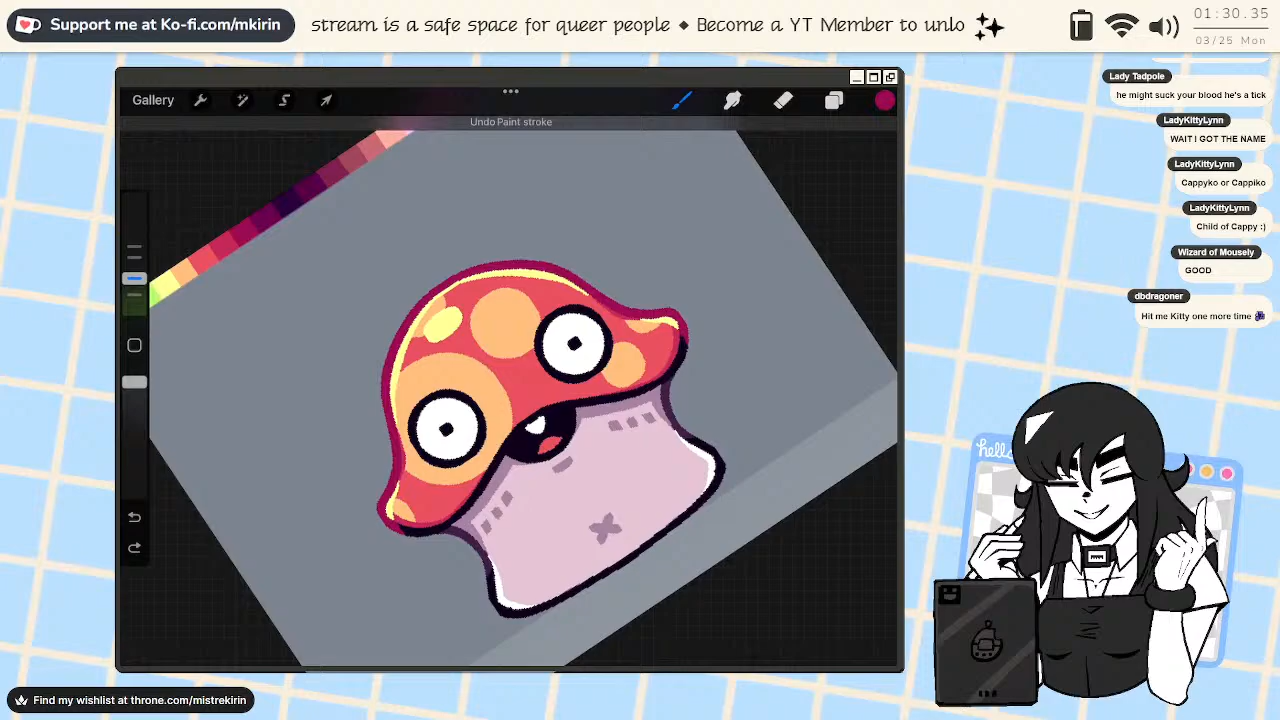 Support me at Ko-fi.com/mkirin
stream is a safe space for queer people ◆ Become a YT Member to unlo
01:30.35
03/25 Mon
Gallery
Undo Paint stroke
Lady Tadpole
he might suck your blood he's a tick
LadyKittyLynn
WAIT I GOT THE NAME
LadyKittyLynn
Cappyko or Cappiko
LadyKittyLynn
Child of Cappy :)
Wizard of Mousely
GOOD
dbdragoner
Hit me Kitty one more time
hello
Find my wishlist at throne.com/mistrekirin